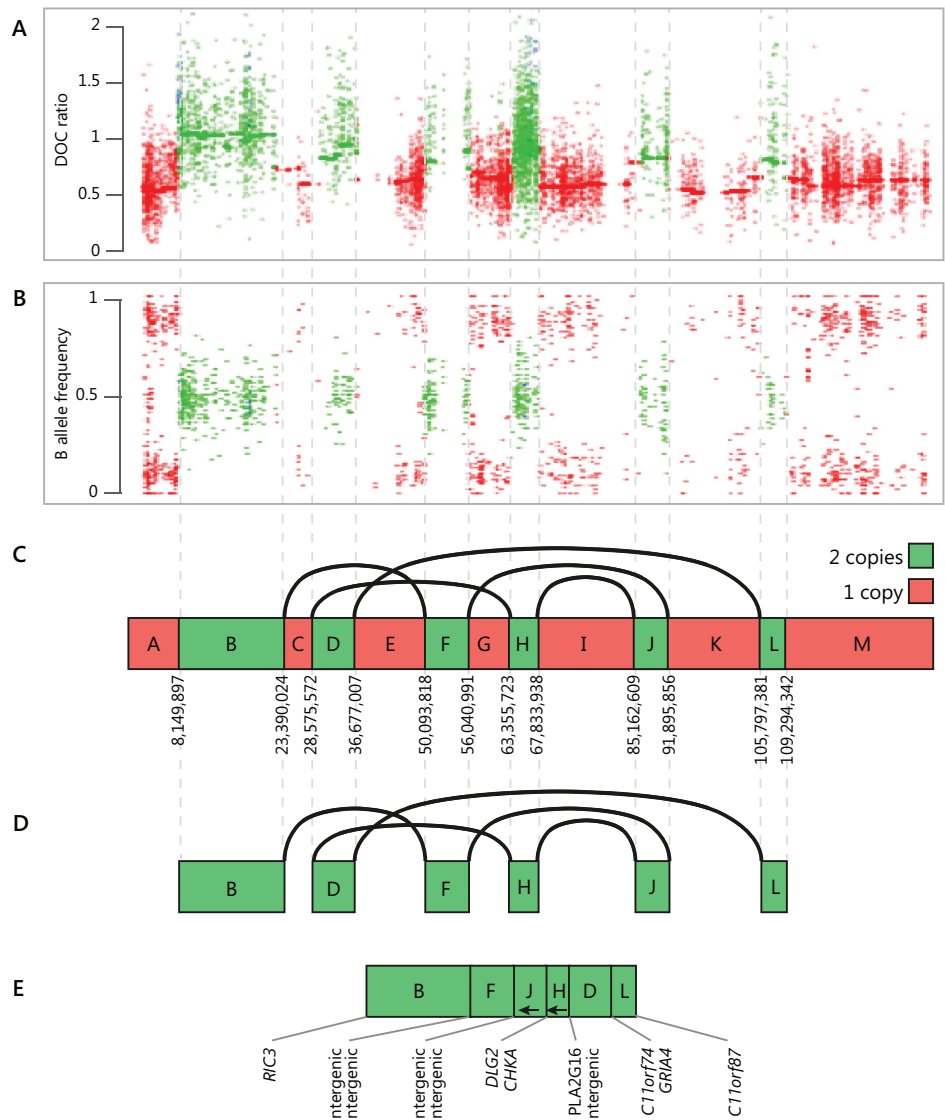 A
DOC ratio
2
1.5
1
0.5
0
B
B allele frequency
1
0.5
0
C
2 copies
1 copy
A B C D E F G H I J K L M
8,149,897
23,390,024
28,575,572
36,677,007
50,093,818
56,040,991
63,355,723
67,833,938
85,162,609
91,895,856
105,797,381
109,294,342
D
B D F H J L
E
B F J H D L
RIC3
ntergenic
ntergenic
ntergenic
ntergenic
DLG2
CHKA
PLA2G16
ntergenic
C11orf74
GRIA4
C11orf87